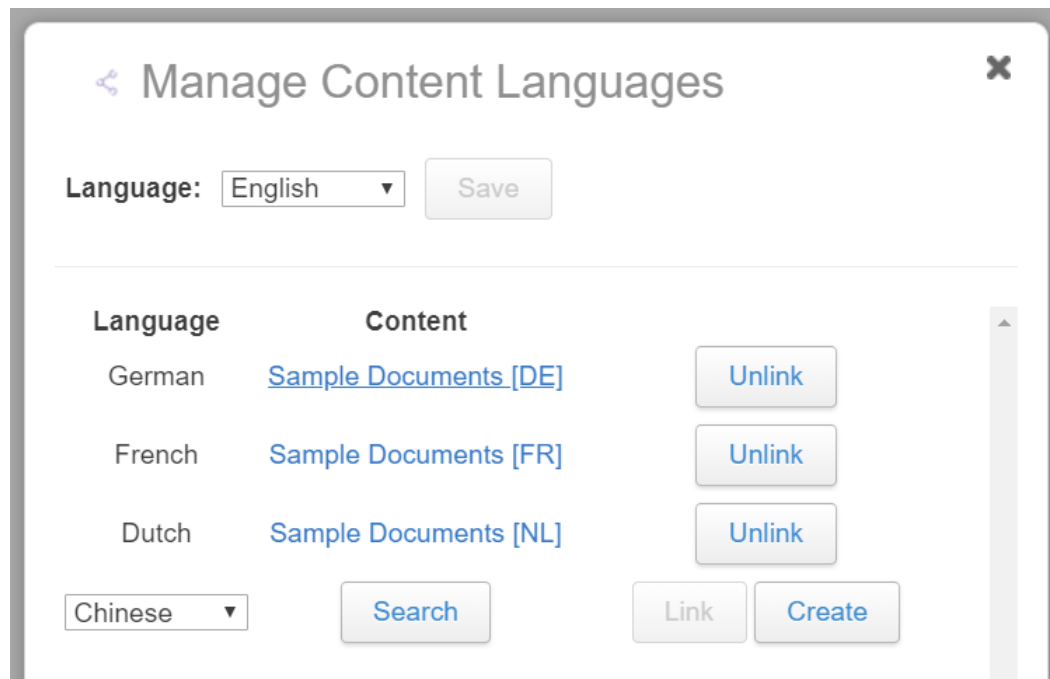 Manage Content Languages
Language: English Save
Language Content
German Sample Documents [DE] Unlink
French Sample Documents [FR] Unlink
Dutch Sample Documents [NL] Unlink
Chinese Search Link Create